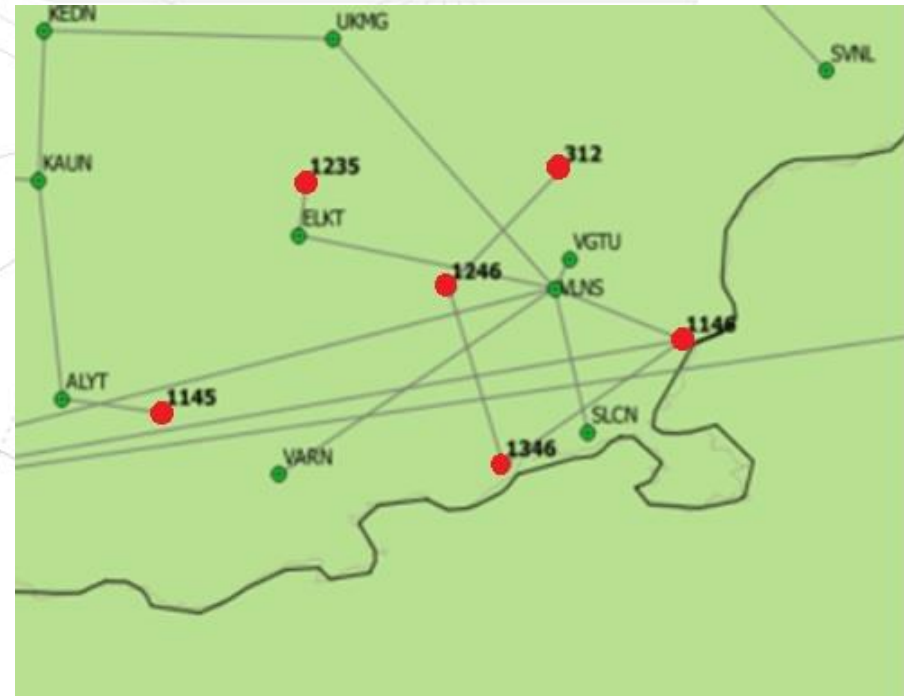 KEDN
UKMG
SVNL
KAUN
1235
312
ELKT
VGTU
1246
VLNS
1146
ALYT
1145
SLCN
VARN
1346